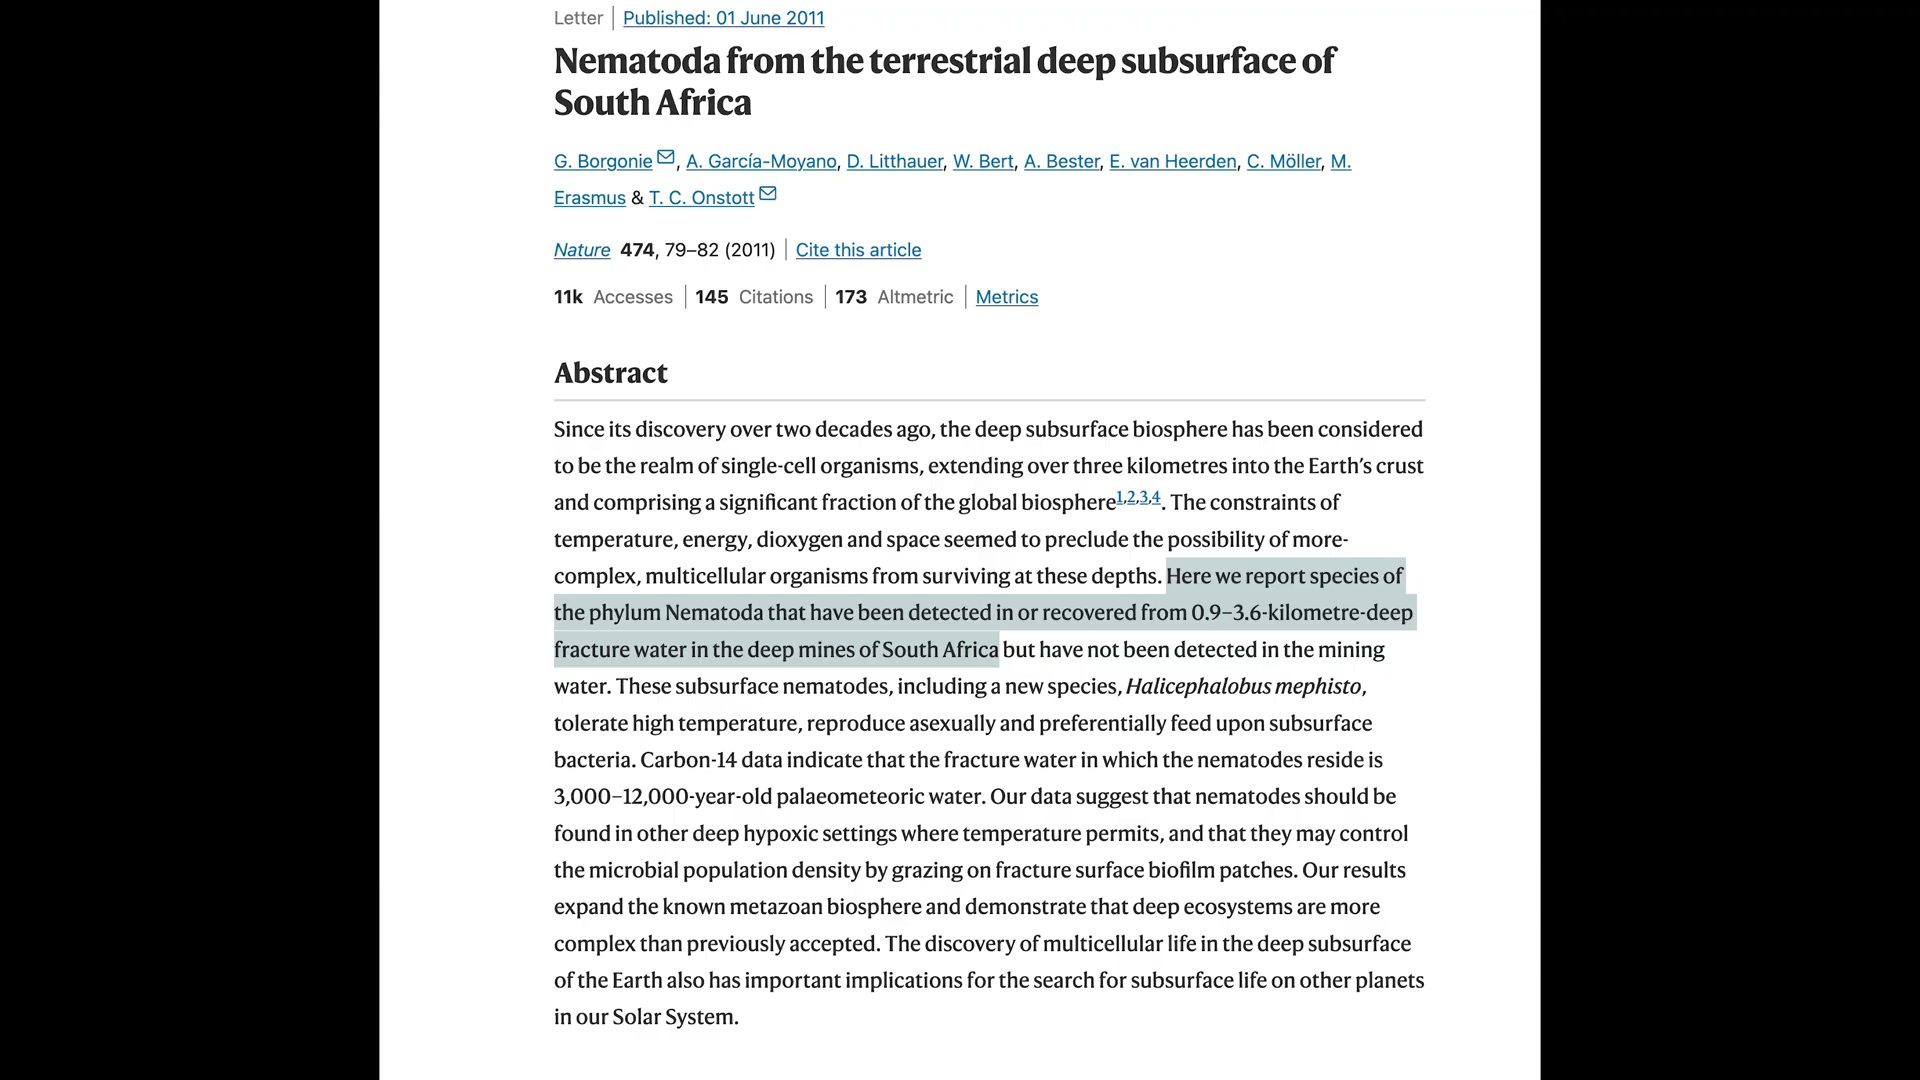 Letter | Published: 01 June 2011
Nematoda from the terrestrial deep subsurface of
South Africa
G. Borgonie, A. García-Moyano, D. Litthauer, W. Bert, A. Bester, E. van Heerden, C. Möller, M.
Erasmus & T. C. Onstott
Nature 474, 79–82 (2011) | Cite this article
11k Accesses | 145 Citations | 173 Altmetric | Metrics
Abstract
Since its discovery over two decades ago, the deep subsurface biosphere has been considered
to be the realm of single-cell organisms, extending over three kilometres into the Earth's crust
and comprising a significant fraction of the global biosphere1,2,3,4. The constraints of
temperature, energy, dioxygen and space seemed to preclude the possibility of more-
complex, multicellular organisms from surviving at these depths. Here we report species of
the phylum Nematoda that have been detected in or recovered from 0.9–3.6-kilometre-deep
fracture water in the deep mines of South Africa but have not been detected in the mining
water. These subsurface nematodes, including a new species, Halicephalobus mephisto,
tolerate high temperature, reproduce asexually and preferentially feed upon subsurface
bacteria. Carbon-14 data indicate that the fracture water in which the nematodes reside is
3,000–12,000-year-old palaeometeoric water. Our data suggest that nematodes should be
found in other deep hypoxic settings where temperature permits, and that they may control
the microbial population density by grazing on fracture surface biofilm patches. Our results
expand the known metazoan biosphere and demonstrate that deep ecosystems are more
complex than previously accepted. The discovery of multicellular life in the deep subsurface
of the Earth also has important implications for the search for subsurface life on other planets
in our Solar System.